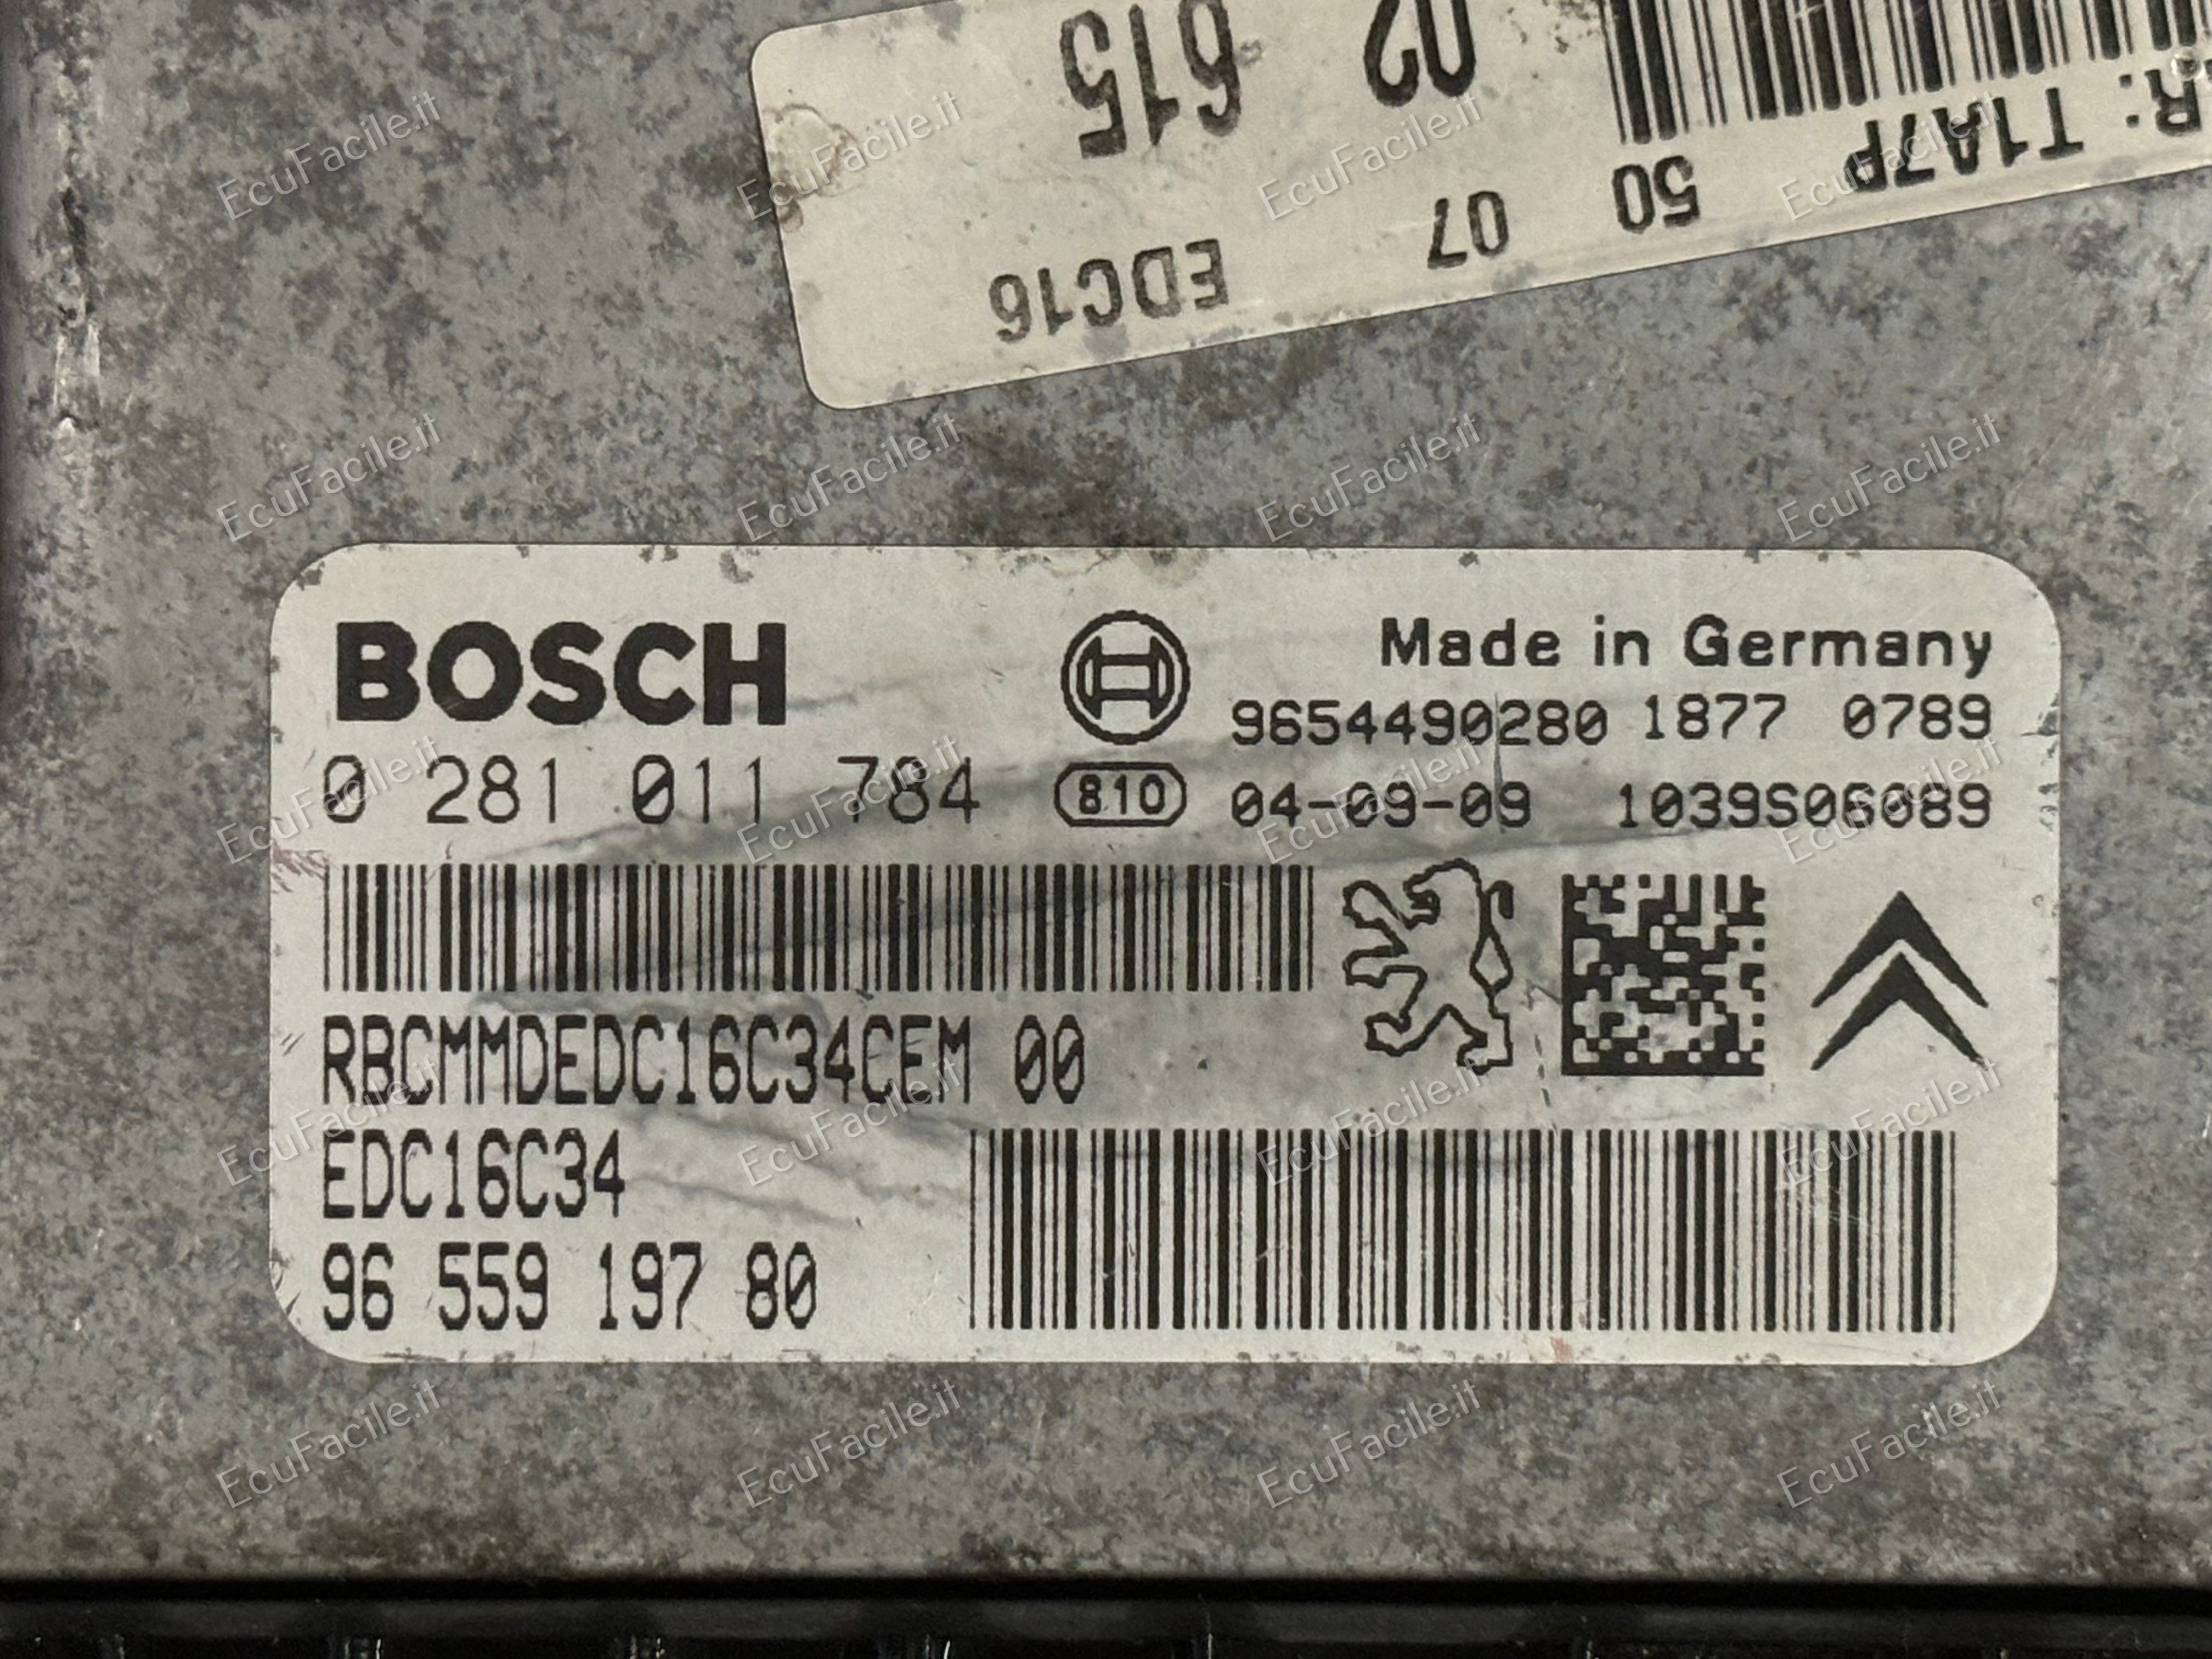 615 02
EDC16 07 50 R: T1A7P
BOSCH
Made in Germany
9654490280 1877 0789
0 281 011 784
810
04-09-09 1039S06089
RBCMMDEDC16C34CEM 00
EDC16C34
96 559 197 80
EcuFacile.it